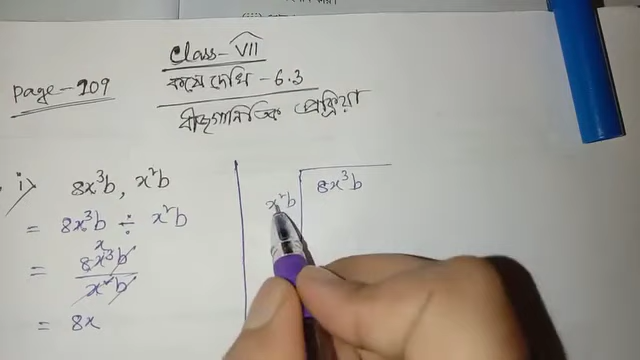 Class-VII
Page-109
কষে দেখি-6.3
বীজগানিতিক প্রক্রিয়া
i) 8x³b, x²b
= 8x³b ÷ x²b
x
= 8x³b
x²b
= 8x
x²b 8x³b